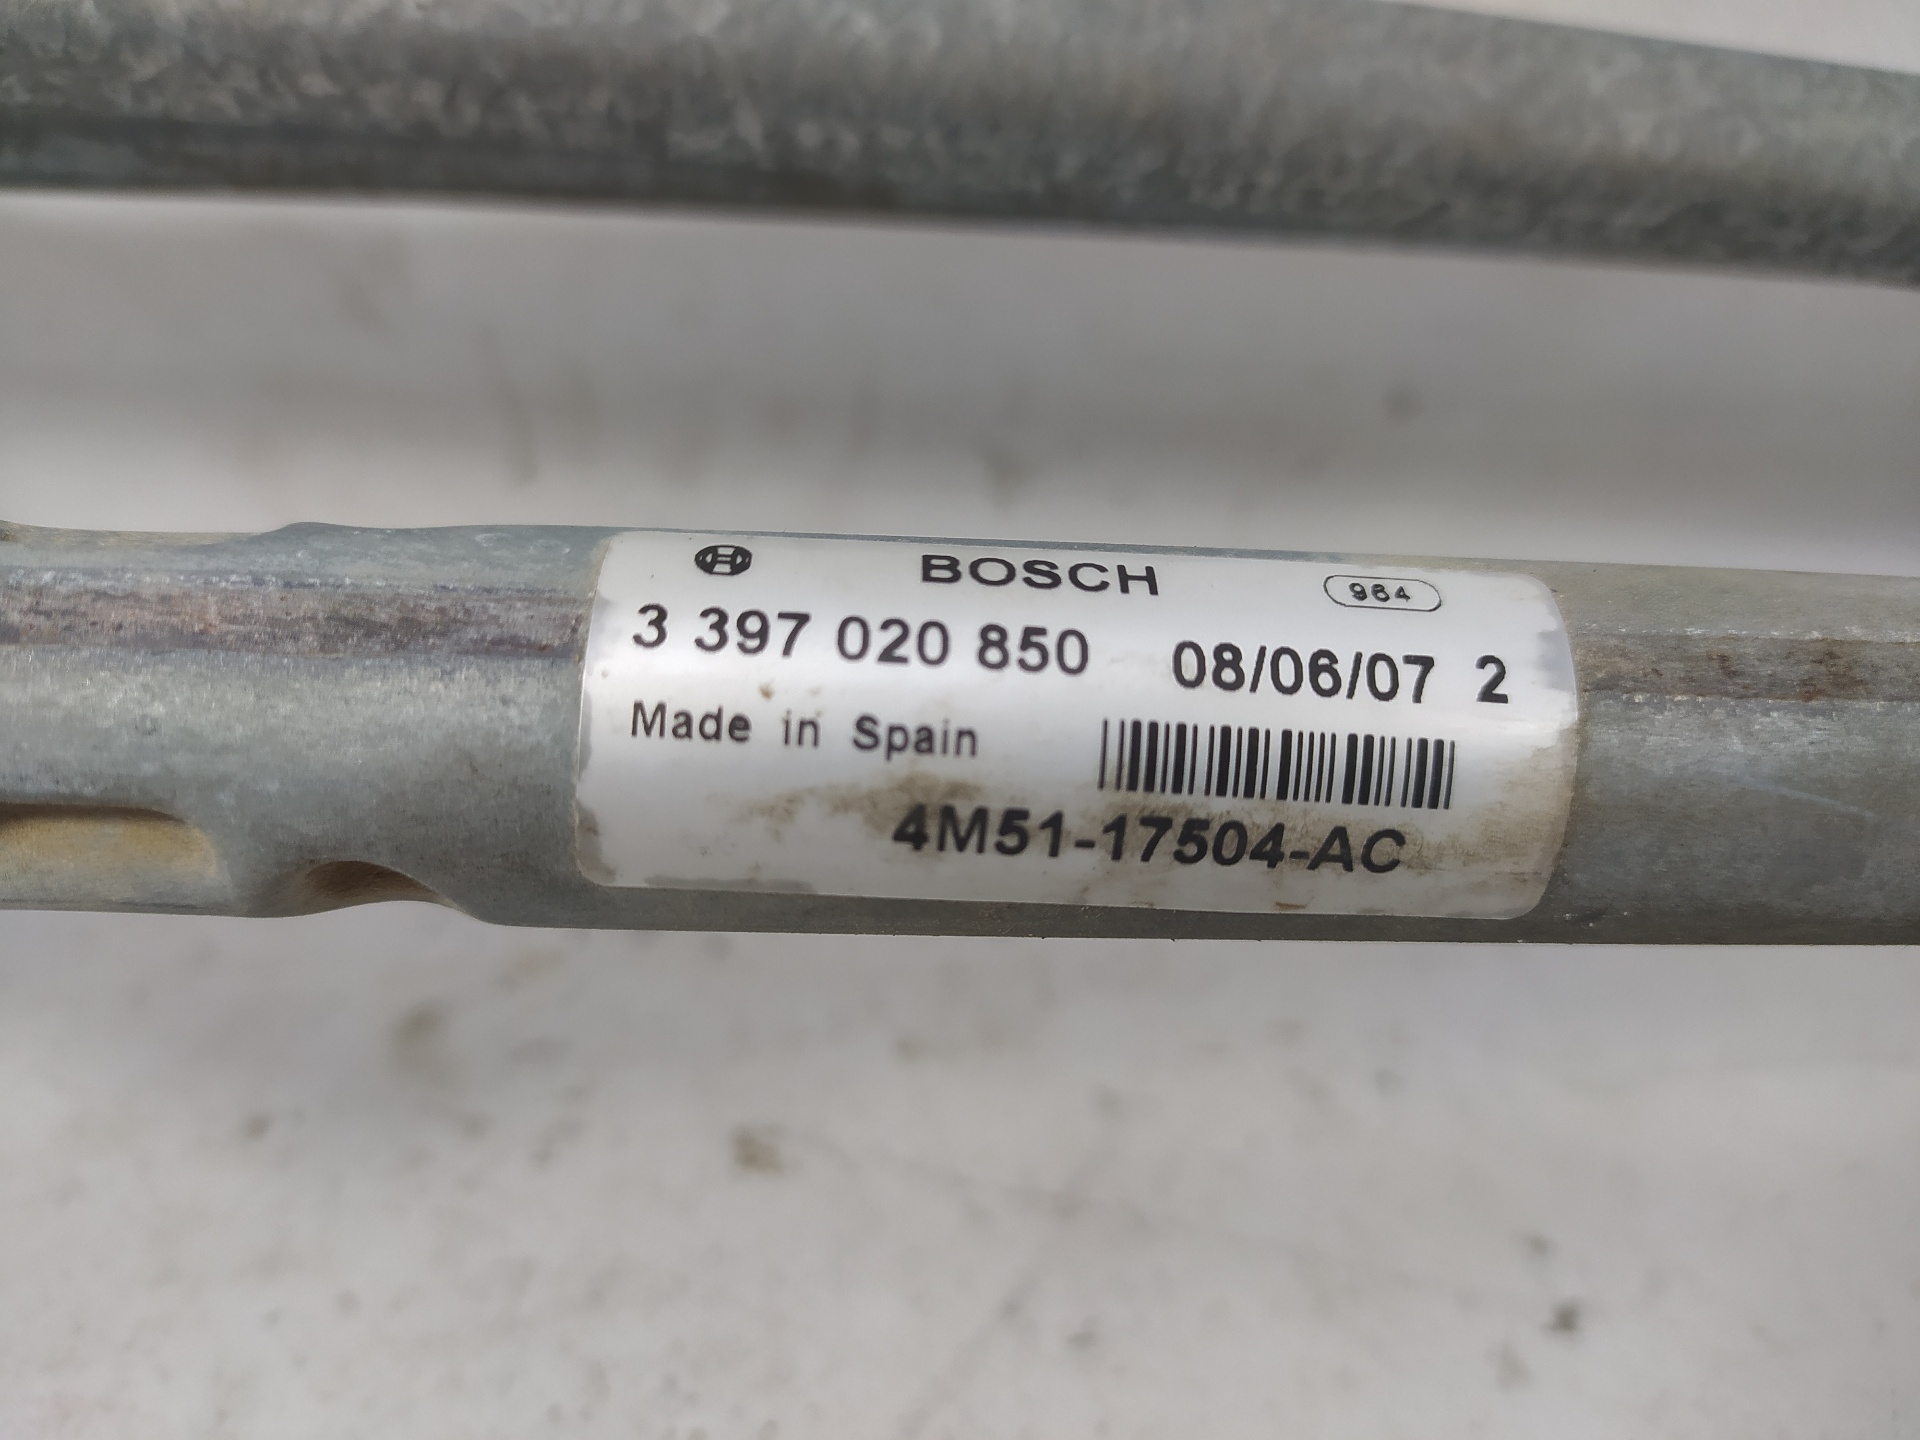 BOSCH 964
3 397 020 850 08/06/07 2
Made in Spain
4M51-17504-AC